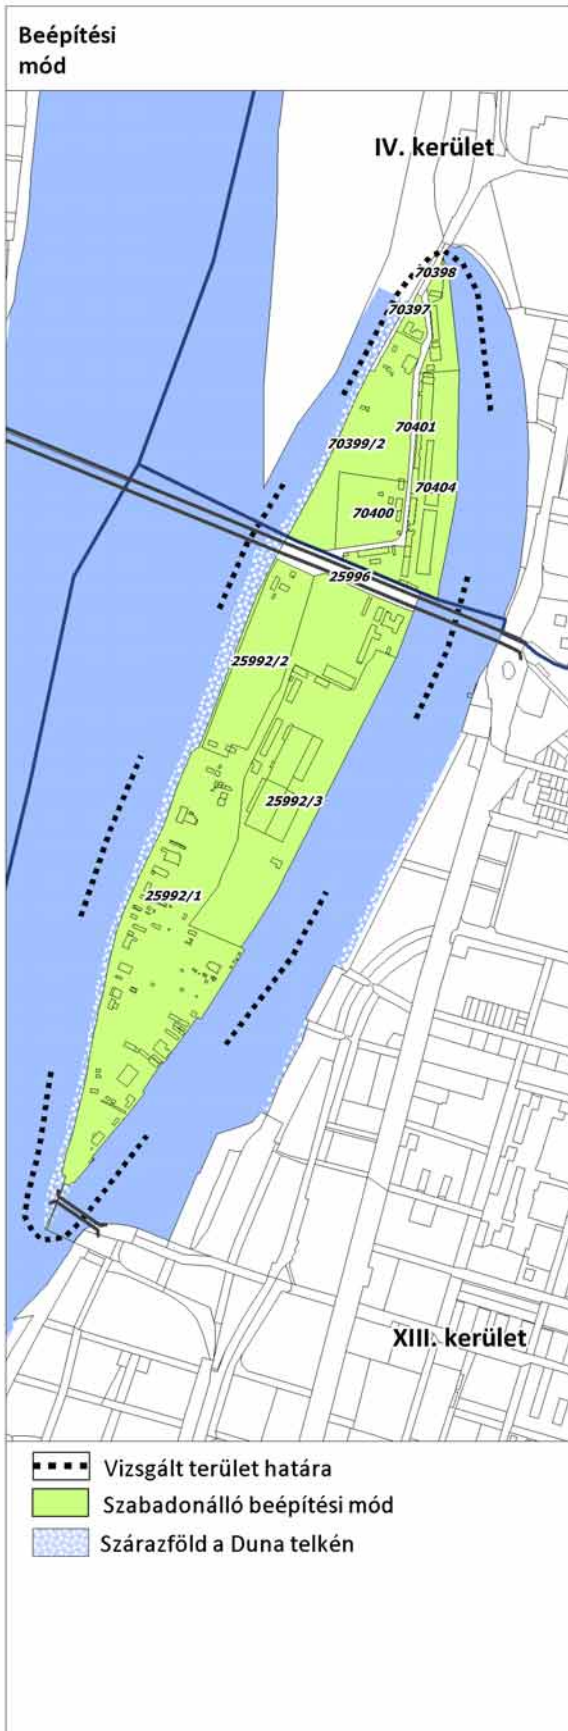 Beépítési
mód
IV. kerület
70398
70397
70401
70399/2
70404
70400
25996
25992/2
25992/3
25992/1
XIII. kerület
Vizsgált terület határa
Szabadonálló beépítési mód
Szárazföld a Duna telkén